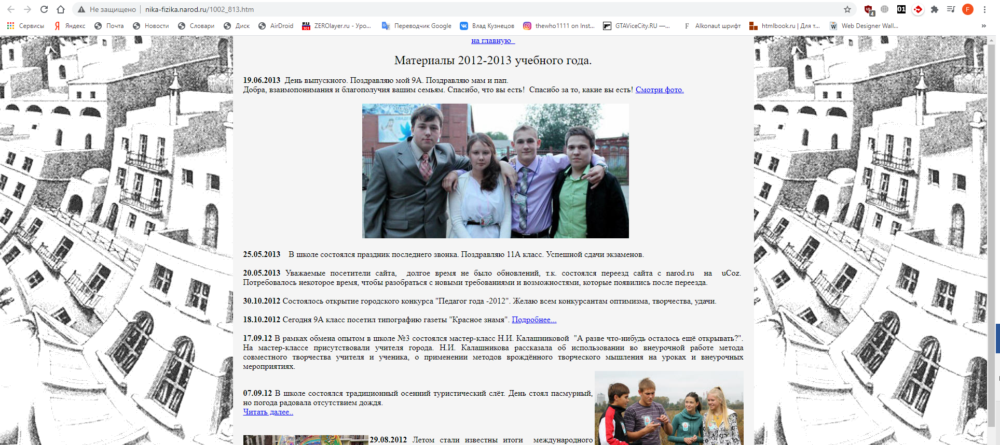 Не защищено nika-fizika.narod.ru/1002_813.htm
Сервисы Яндекс Почта Новости Словари Диск AirDroid ZEROlayer.ru - Уро... Переводчик Google Влад Кузнецов thewho1111 on Inst... GTAViceCity.RU —... Alkonaut шрифт htmlbook.ru | Для т... Web Designer Wall... »
на главную
Материалы 2012-2013 учебного года.
19.06.2013 День выпускного. Поздравляю мой 9А. Поздравляю мам и пап.
Добра, взаимопонимания и благополучия вашим семьям. Спасибо, что вы есть! Спасибо за то, какие вы есть! Смотри фото.
25.05.2013 В школе состоялся праздник последнего звонка. Поздравляю 11А класс. Успешной сдачи экзаменов.
20.05.2013 Уважаемые посетители сайта, долгое время не было обновлений, т.к. состоялся переезд сайта с narod.ru на uCoz.
Потребовалось некоторое время, чтобы разобраться с новыми требованиями и возможностями, которые появились после переезда.
30.10.2012 Состоялось открытие городского конкурса "Педагог года -2012". Желаю всем конкурсантам оптимизма, творчества, удачи.
18.10.2012 Сегодня 9А класс посетил типографию газеты "Красное знамя". Подробнее...
17.09.12 В рамках обмена опытом в школе №3 состоялся мастер-класс Н.И. Калашниковой "А разве что-нибудь осталось ещё открывать?".
На мастер-классе присутствовали учителя города. Н.И. Калашникова рассказала об использовании во внеурочной работе метода
совместного творчества учителя и ученика, о применении методов врождённого творческого мышления на уроках и внеурочных
мероприятиях.
07.09.12 В школе состоялся традиционный осенний туристический слёт. День стоял пасмурный,
но погода радовала отсутствием дождя.
Читать далее..
29.08.2012 Летом стали известны итоги международного